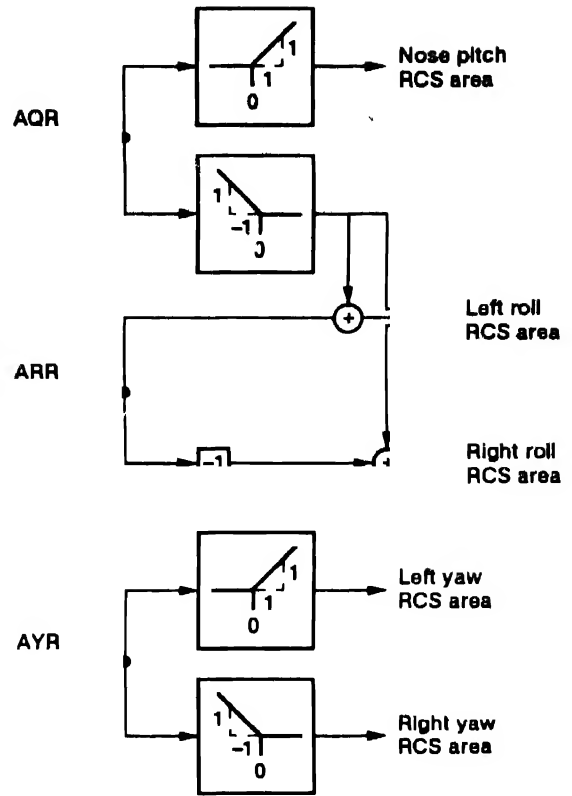 1
1
0
Nose pitch
RCS area
AQR
1
-1
Left roll
RCS area
ARR
-1
Right roll
RCS area
1
1
0
Left yaw
RCS area
AYR
1
-1
0
Right yaw
RCS area